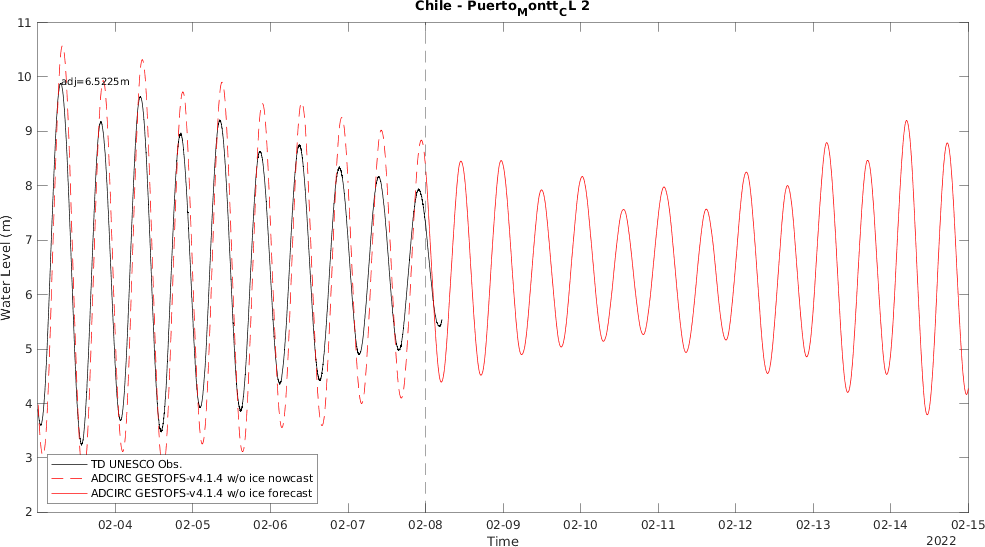 Chile - Puerto_Montt_CL 2
11
10
9
8
7
6
5
4
3
2
Water Level (m)
adj=6.5225m
TD UNESCO Obs.
ADCIRC GESTOFS-v4.1.4 w/o ice nowcast
ADCIRC GESTOFS-v4.1.4 w/o ice forecast
02-04 02-05 02-06 02-07 02-08 02-09 02-10 02-11 02-12 02-13 02-14 02-15
Time
2022